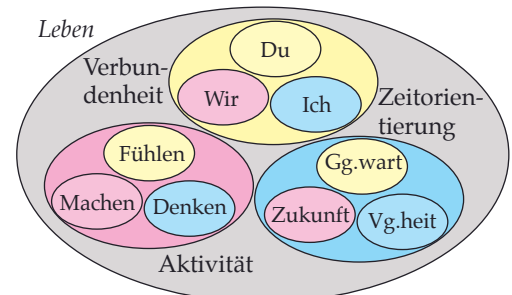 Leben
Du
Verbun-
denheit
Wir
Ich
Zeitorien-
tierung
Fühlen
Gg.wart
Machen
Denken
Zukunft
Vg.heit
Aktivität